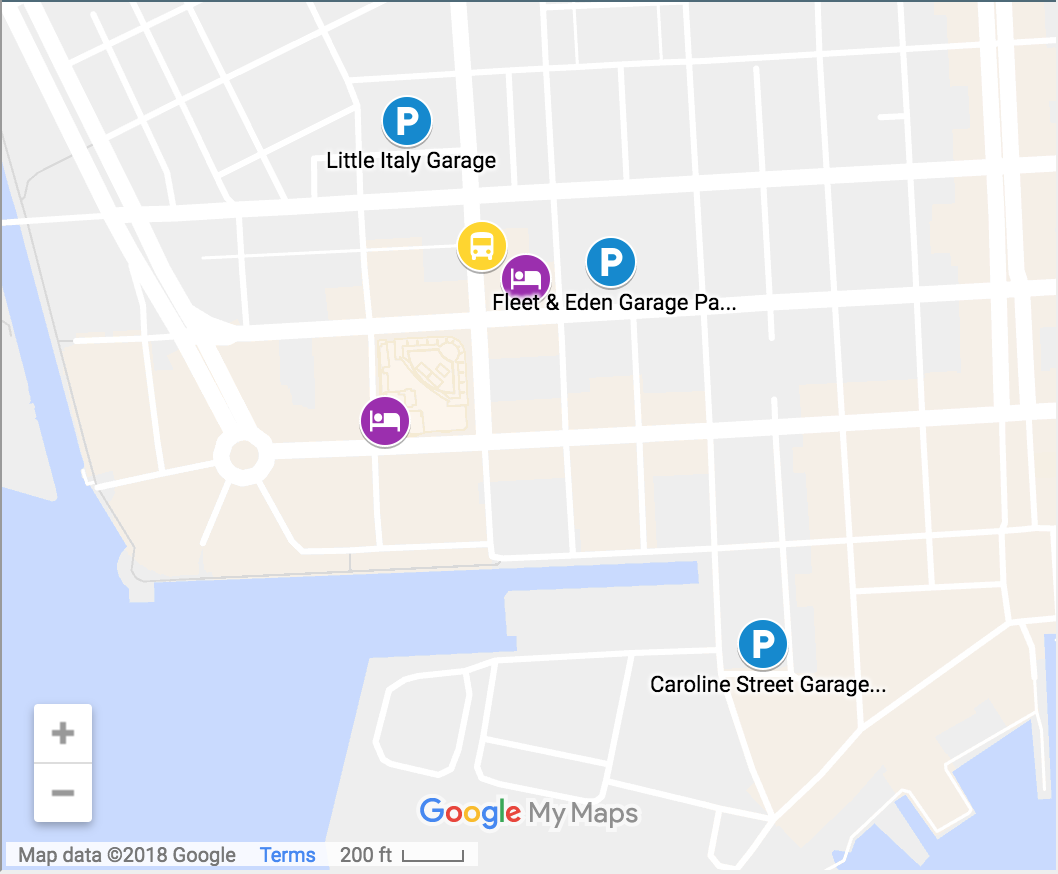 P
Little Italy Garage
P
Fleet & Eden Garage Pa...
P
Caroline Street Garage...
+
−
Google My Maps
Map data ©2018 Google Terms 200 ft